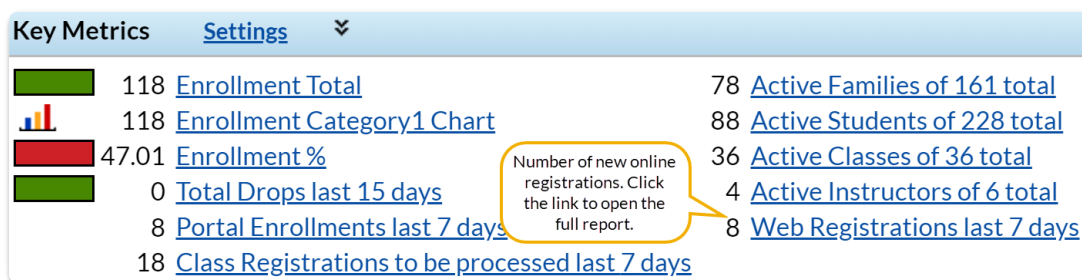 Key Metrics Settings
118 Enrollment Total
118 Enrollment Category1 Chart
47.01 Enrollment %
0 Total Drops last 15 days
8 Portal Enrollments last 7 days
18 Class Registrations to be processed last 7 days
Number of new online
registrations. Click
the link to open the
full report.
78 Active Families of 161 total
88 Active Students of 228 total
36 Active Classes of 36 total
4 Active Instructors of 6 total
8 Web Registrations last 7 days